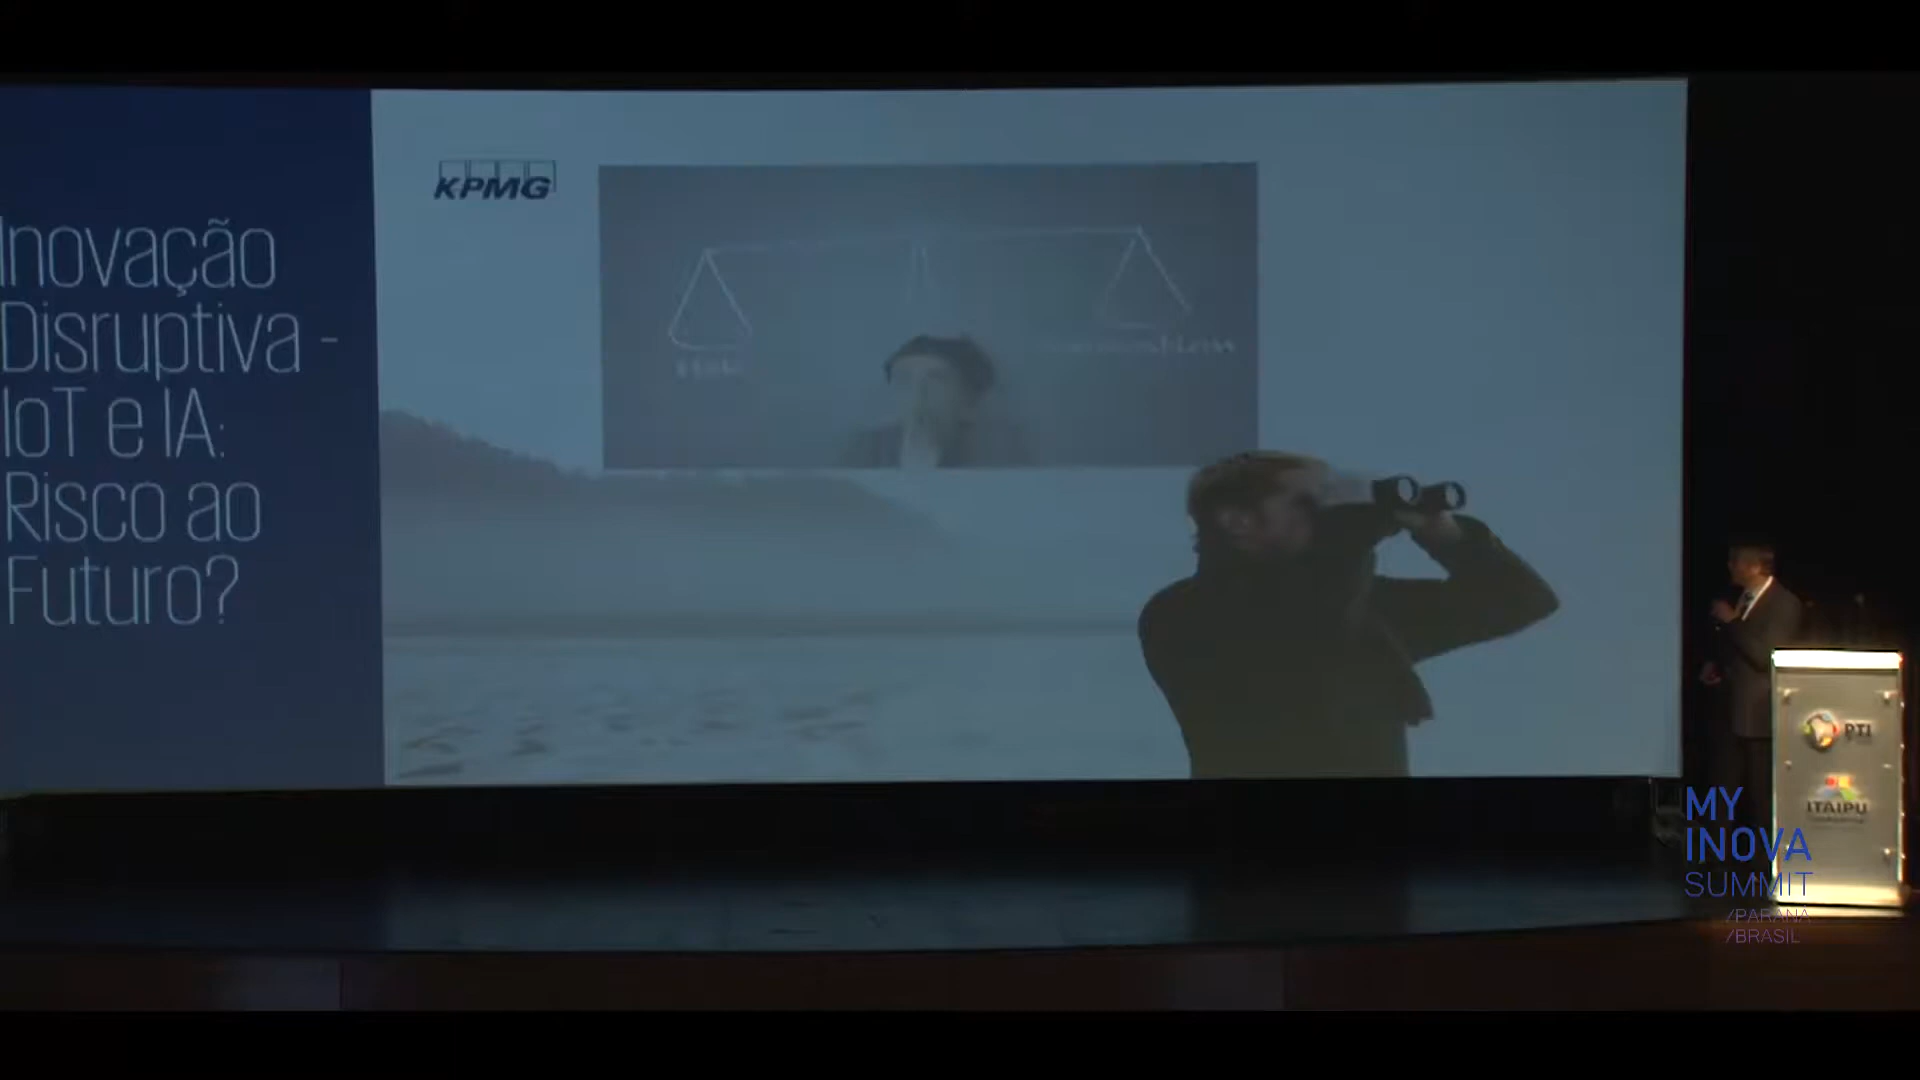 Inovação
Disruptiva -
IoT e IA:
Risco ao
Futuro?
KPMG
PTI
ITAIPU
MY
INOVA
SUMMIT
/PARANÁ
/BRASIL